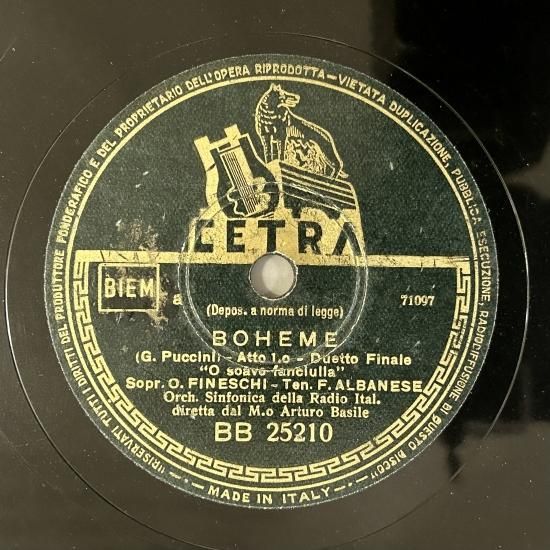 "RISERVATI TUTTI I DIRITTI DEL PRODUTTORE FONOGRAFICO E DEL PROPRIETARIO DELL'OPERA RIPRODOTTA-VIETATA DUPLICAZIONE, PUBBLICA ESECUZIONE, RADIODIFFUSIONE DI QUESTO DISCO"
CETRA
BIEM
a
71097
(Depos. a norma di legge)
BOHEME
(G. Puccini) - Atto I.o - Duetto Finale
"O soave fanciulla"
Sopr. O. FINESCHI - Ten. F. ALBANESE
Orch. Sinfonica della Radio Ital.
diretta dal M.o Arturo Basile
BB 25210
MADE IN ITALY